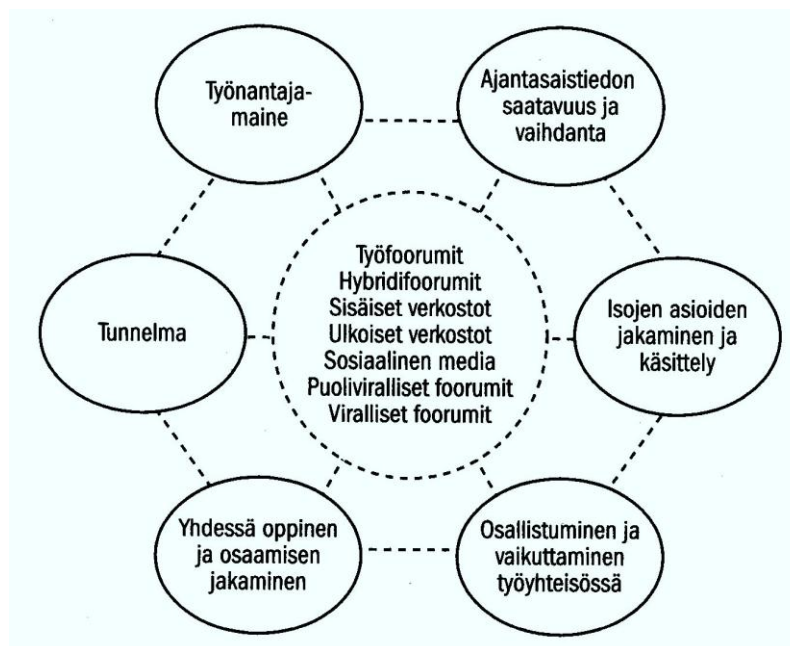 Työnantaja-
maine
Ajantasaistiedon
saatavuus ja
vaihdanta
Tunnelma
Työfoorumit
Hybridifoorumit
Sisäiset verkostot
Ulkoiset verkostot
Sosiaalinen media
Puoliviralliset foorumit
Viralliset foorumit
Isojen asioiden
jakaminen ja
käsittely
Yhdessä oppinen
ja osaamisen
jakaminen
Osallistuminen ja
vaikuttaminen
työyhteisössä